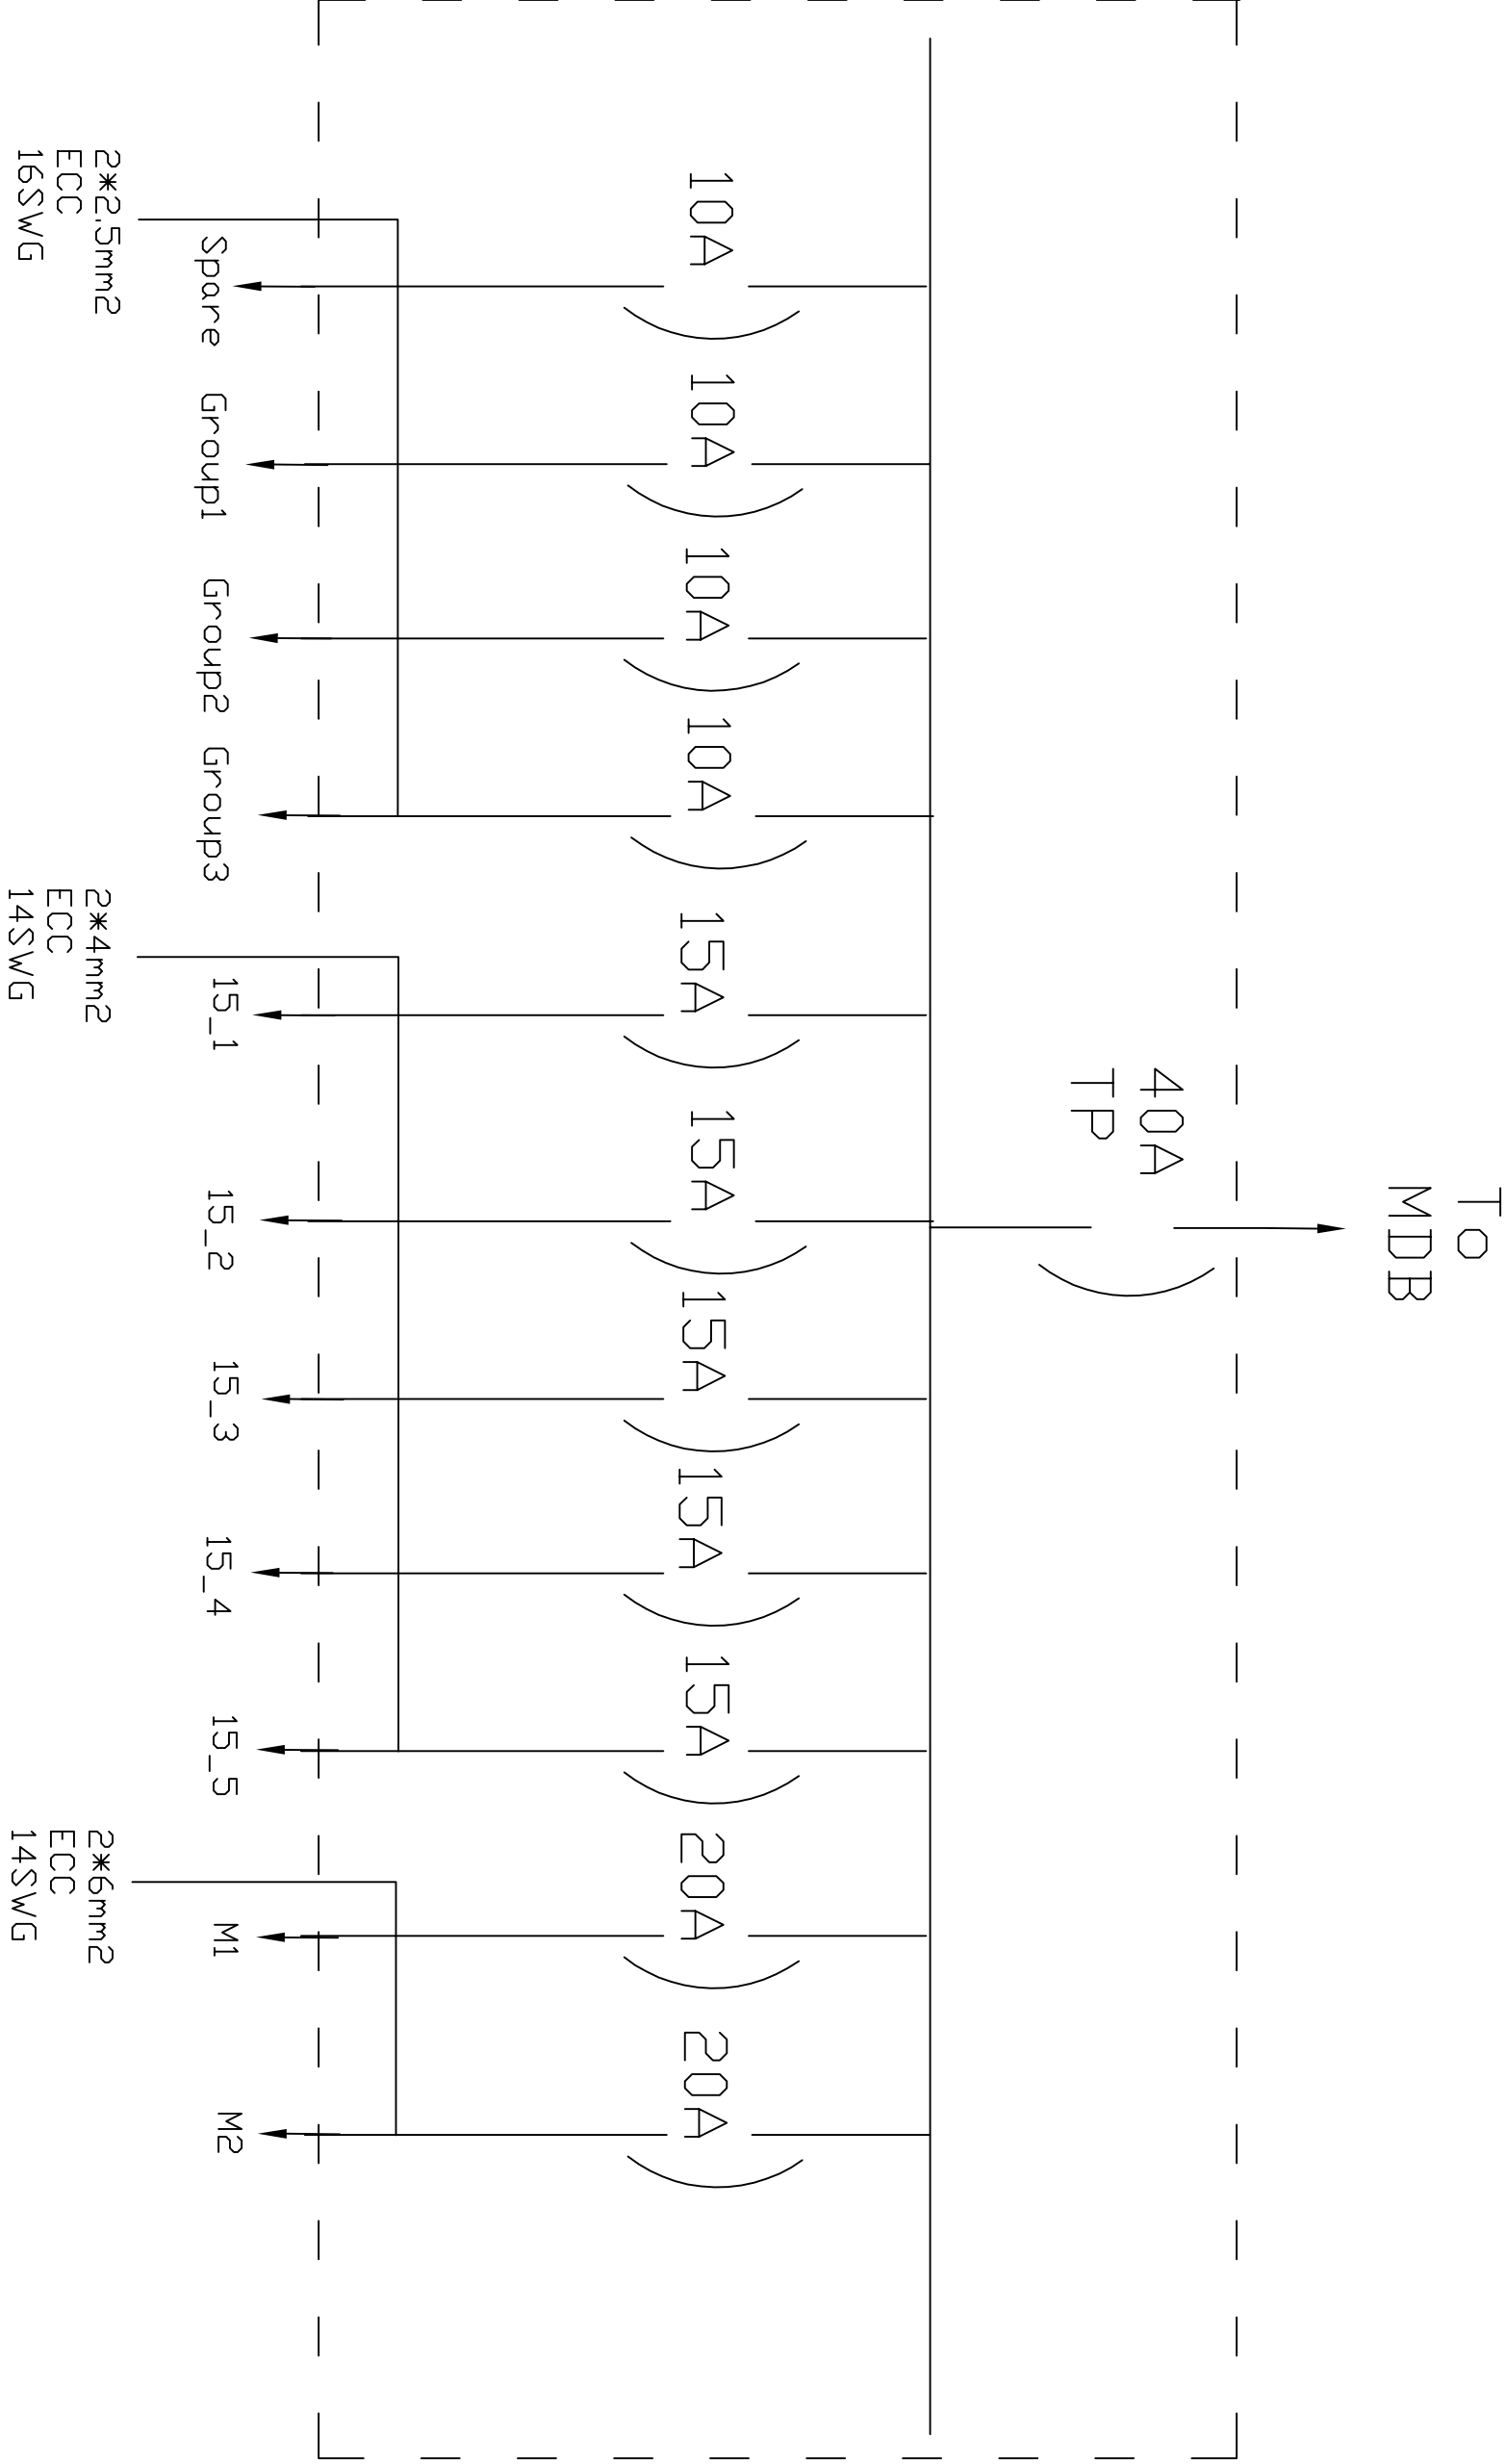 TO
MDB
40A
TP
10A
10A
10A
10A
15A
15A
15A
15A
15A
20A
20A
Spare
Group1
Group2
Group3
15_1
15_2
15_3
15_4
15_5
M1
M2
2*2.5mm2
ECC
16SWG
2*4mm2
ECC
14SWG
2*6mm2
ECC
14SWG